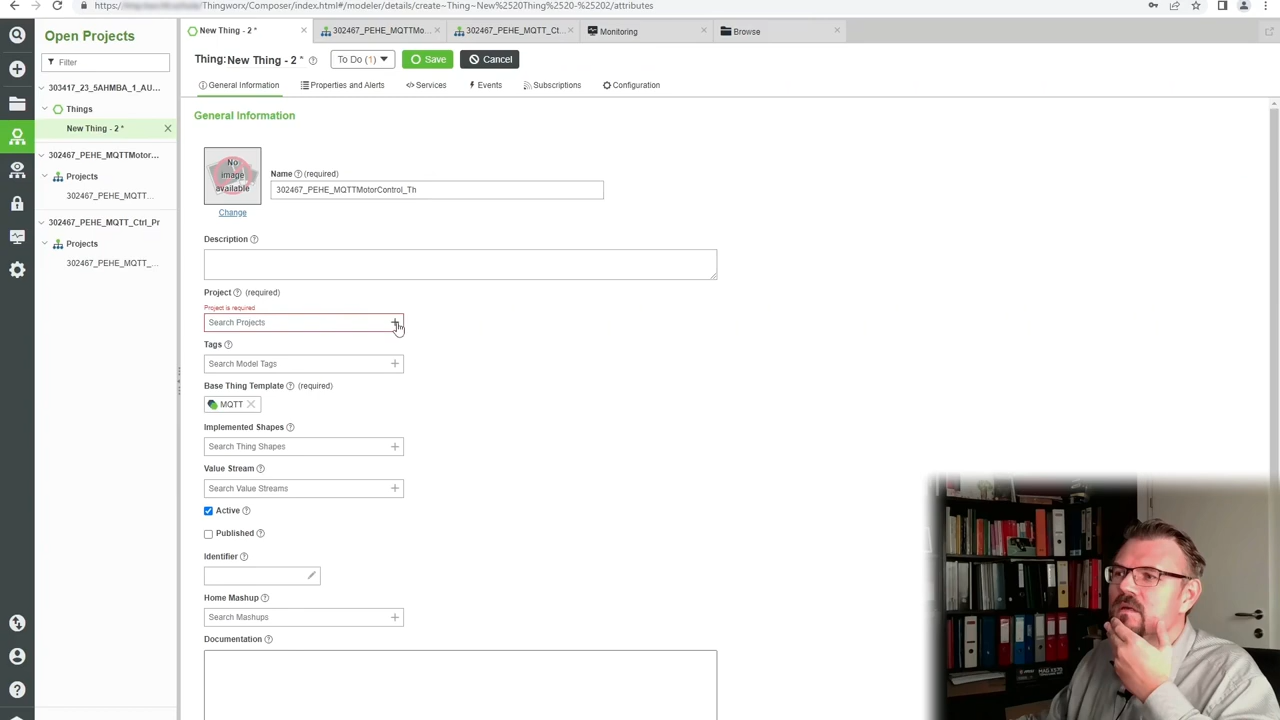 https://
Thingworx/Composer/index.html#/modeler/details/create~Thing~New%2520Thing%2520-%25202/attributes
New Thing - 2 *
302467_PEHE_MQTTMo...
302467_PEHE_MQTT_Ct...
Monitoring
Browse
Open Projects
Filter
303417_23_5AHMBA_1_AU...
Things
New Thing - 2 *
302467_PEHE_MQTTMotor...
Projects
302467_PEHE_MQTT...
302467_PEHE_MQTT_Ctrl_Pr
Projects
302467_PEHE_MQTT_...
Thing: New Thing - 2 *
To Do (1)
Save
Cancel
General Information
Properties and Alerts
Services
Events
Subscriptions
Configuration
General Information
No image available
Change
Name (required)
302467_PEHE_MQTTMotorControl_Th
Description
Project (required)
Project is required
Search Projects
Tags
Search Model Tags
Base Thing Template (required)
MQTT
Implemented Shapes
Search Thing Shapes
Value Stream
Search Value Streams
Active
Published
Identifier
Home Mashup
Search Mashups
Documentation